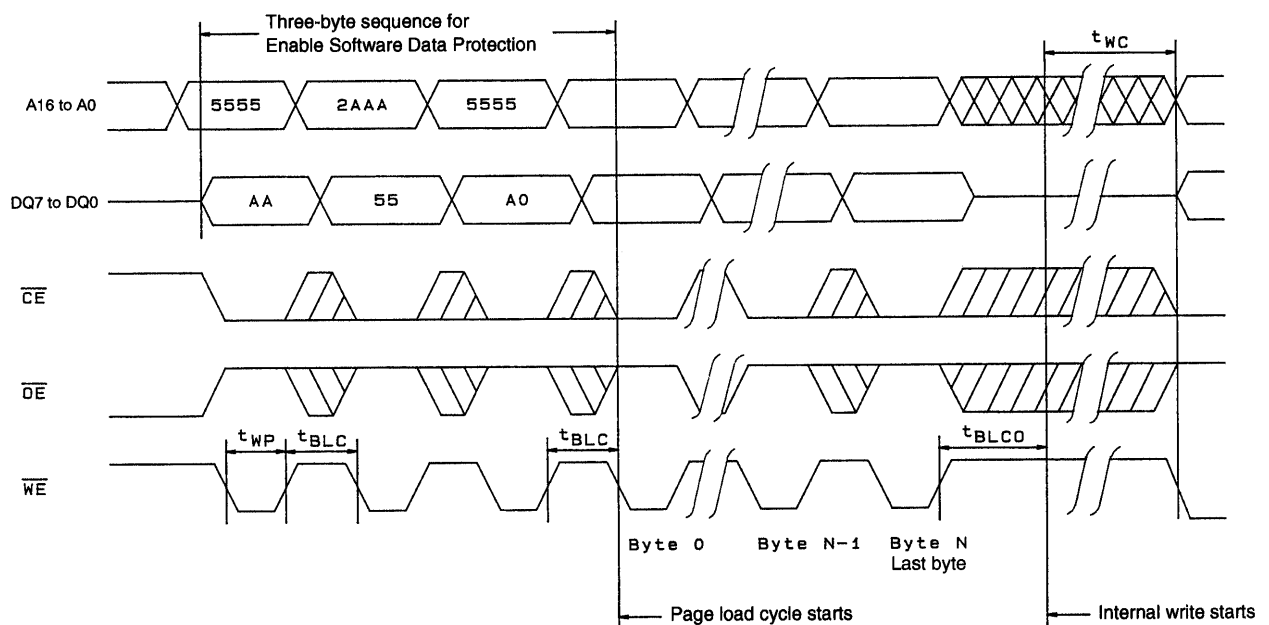 Three-byte sequence for
Enable Software Data Protection
tWC
A16 to A0
5555
2AAA
5555
DQ7 to DQ0
AA
55
A0
CE
OE
tWP
tBLC
tBLC
tBLCO
WE
Byte 0
Byte N-1
Byte N
Last byte
Page load cycle starts
Internal write starts